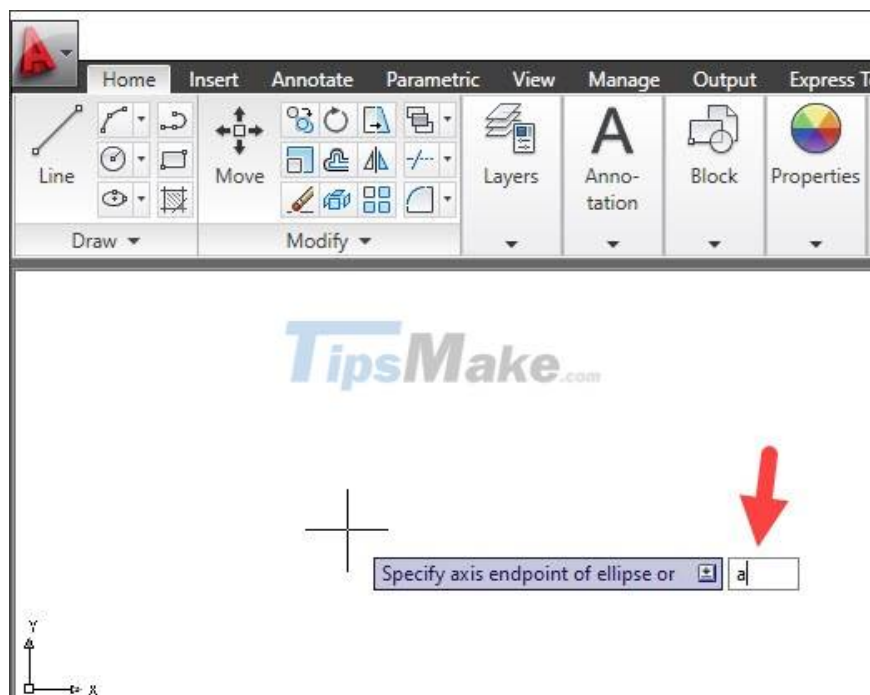 Home Insert Annotate Parametric View Manage Output Express T
Line
Move
Layers
Anno-
tation
Block
Properties
Draw
Modify
TipsMake.com
Specify axis endpoint of ellipse or a
Y
X